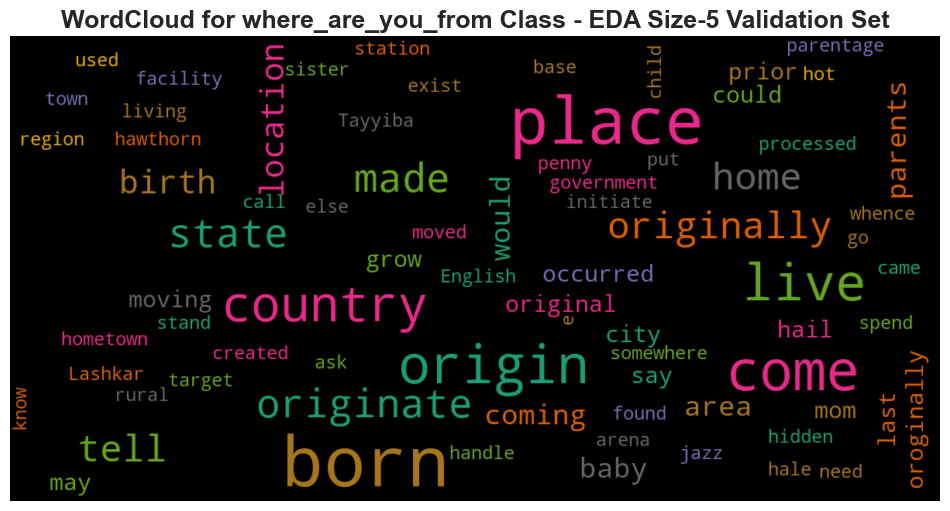 WordCloud for where_are_you_from Class - EDA Size-5 Validation Set
used
station
parentage
sister
base
child
prior
hot
facility
exist
town
location
could
parents
living
Tayyiba
place
region
hawthorn
processed
penny
put
birth
made
government
home
call
else
would
initiate
whence
state
moved
originally
go
grow
English
occurred
live
came
moving
country
original
e
stand
city
hail
spend
hometown
created
ask
origin
somewhere
come
Lashkar
target
say
know
rural
originate
coming
found
area
mom
last
oroginally
tell
born
handle
arena
jazz
hidden
may
baby
hale
need